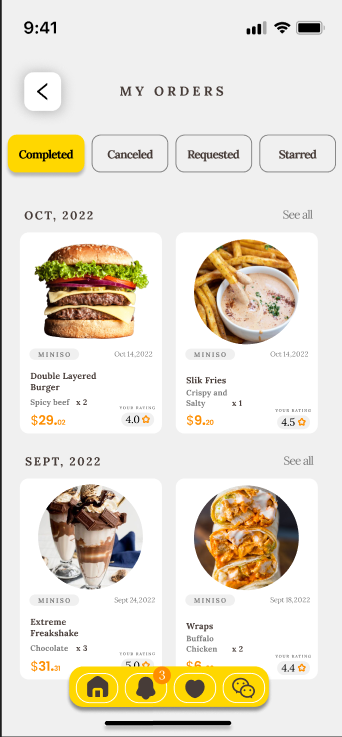 9:41
MY ORDERS
Completed
Canceled
Requested
Starred
OCT, 2022
See all
MINISO
Oct 14,2022
Double Layered
Burger
Spicy beef x 2
YOUR RATING
$29.02
4.0
MINISO
Oct 14,2022
Slik Fries
Crispy and
Salty x 1
YOUR RATING
$9.20
4.5
SEPT, 2022
See all
MINISO
Sept 24,2022
Extreme
Freakshake
Chocolate x 3
YOUR RATING
$31.31
5.0
MINISO
Sept 18,2022
Wraps
Buffalo
Chicken x 2
YOUR RATING
$6.
4.4
3